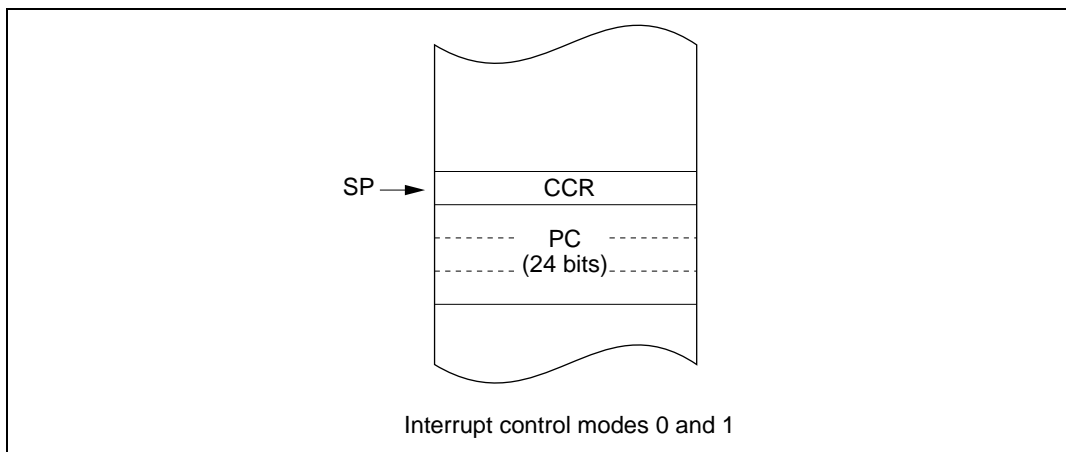 SP
CCR
PC
(24 bits)
Interrupt control modes 0 and 1